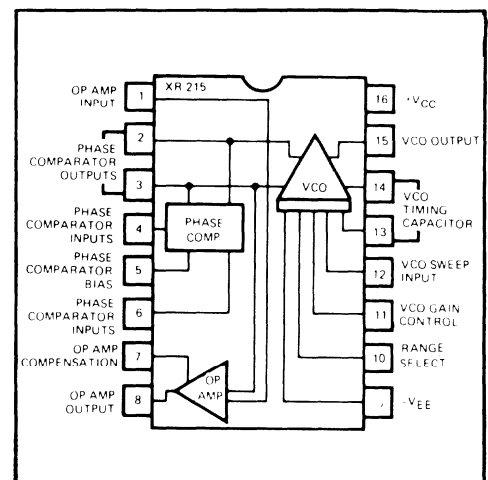 XR 215
OP AMP
INPUT
1
2
PHASE
COMPARATOR
OUTPUTS
3
PHASE
COMPARATOR
INPUTS
4
PHASE
COMPARATOR
BIAS
5
PHASE
COMPARATOR
INPUTS
6
OP AMP
COMPENSATION
7
OP AMP
OUTPUT
8
PHASE
COMP
VCO
OP
AMP
16
+VCC
15
VCO OUTPUT
14
VCO
TIMING
CAPACITOR
13
12
VCO SWEEP
INPUT
11
VCO GAIN
CONTROL
10
RANGE
SELECT
-VEE